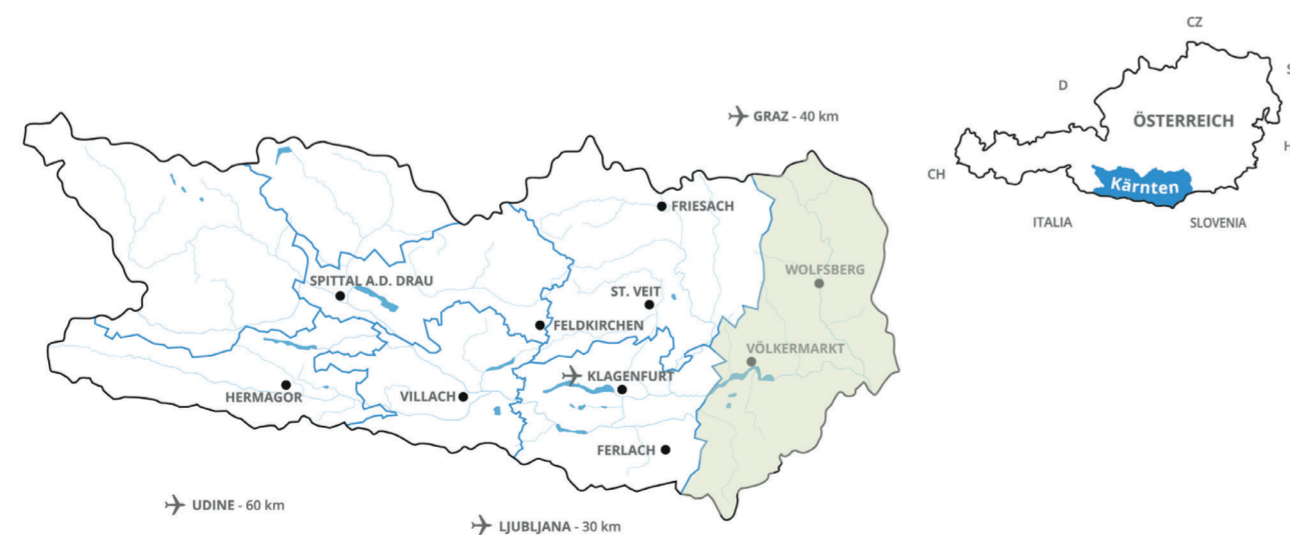 CZ
S
D
GRAZ - 40 km
ÖSTERREICH
H
CH
Kärnten
FRIESACH
ITALIA
SLOVENIA
WOLFSBERG
SPITTAL A.D. DRAU
ST. VEIT
FELDKIRCHEN
VÖLKERMARKT
KLAGENFURT
HERMAGOR
VILLACH
FERLACH
UDINE - 60 km
LJUBLJANA - 30 km